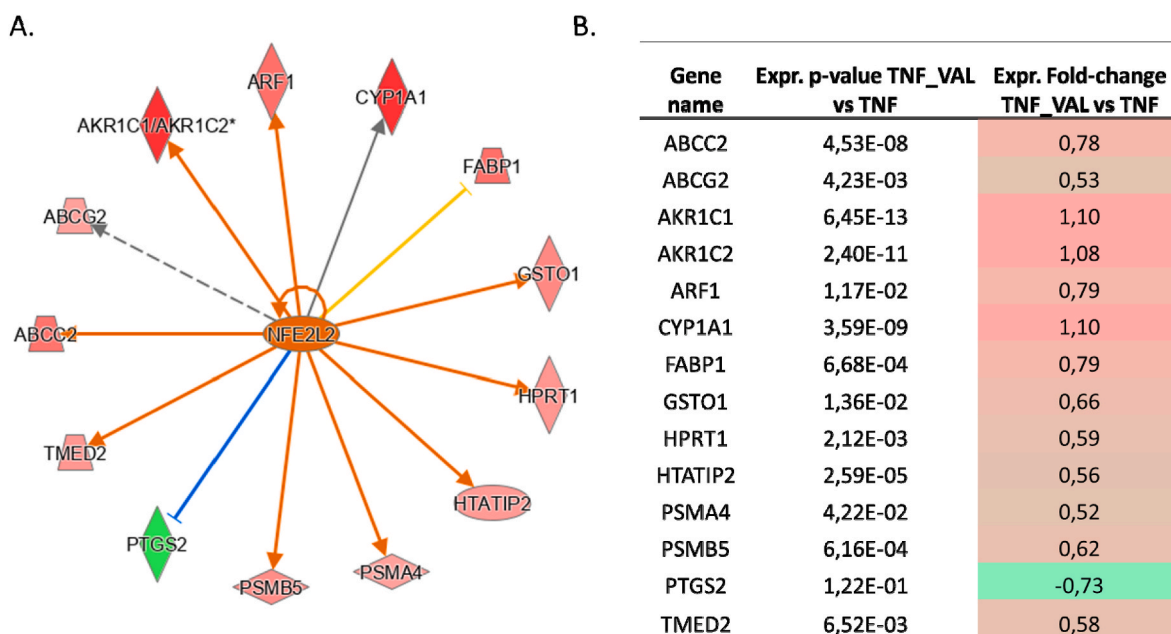 A.
ARF1
CYP1A1
AKR1C1/AKR1C2*
FABP1
ABCG2
GSTO1
NFE2L2
ABCC2
HPRT1
TMED2
HTATIP2
PTGS2
PSMA4
PSMB5
B.
Gene name Expr. p-value TNF_VAL vs TNF Expr. Fold-change TNF_VAL vs TNF
ABCC2 4,53E-08 0,78
ABCG2 4,23E-03 0,53
AKR1C1 6,45E-13 1,10
AKR1C2 2,40E-11 1,08
ARF1 1,17E-02 0,79
CYP1A1 3,59E-09 1,10
FABP1 6,68E-04 0,79
GSTO1 1,36E-02 0,66
HPRT1 2,12E-03 0,59
HTATIP2 2,59E-05 0,56
PSMA4 4,22E-02 0,52
PSMB5 6,16E-04 0,62
PTGS2 1,22E-01 -0,73
TMED2 6,52E-03 0,58